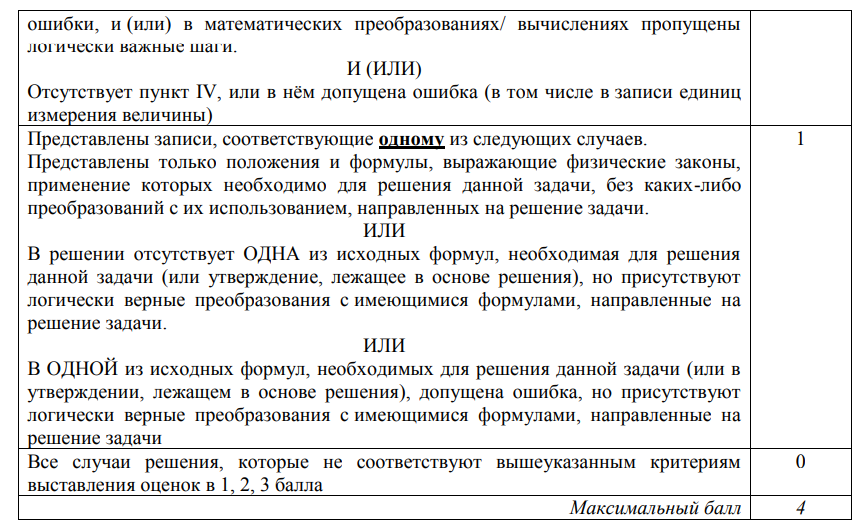 ошибки, и (или) в математических преобразованиях/ вычислениях пропущены
логически важные шаги.
И (ИЛИ)
Отсутствует пункт IV, или в нём допущена ошибка (в том числе в записи единиц
измерения величины)
Представлены записи, соответствующие одному из следующих случаев.
1
Представлены только положения и формулы, выражающие физические законы,
применение которых необходимо для решения данной задачи, без каких-либо
преобразований с их использованием, направленных на решение задачи.
ИЛИ
В решении отсутствует ОДНА из исходных формул, необходимая для решения
данной задачи (или утверждение, лежащее в основе решения), но присутствуют
логически верные преобразования с имеющимися формулами, направленные на
решение задачи.
ИЛИ
В ОДНОЙ из исходных формул, необходимых для решения данной задачи (или в
утверждении, лежащем в основе решения), допущена ошибка, но присутствуют
логически верные преобразования с имеющимися формулами, направленные на
решение задачи
Все случаи решения, которые не соответствуют вышеуказанным критериям
0
выставления оценок в 1, 2, 3 балла
Максимальный балл
4